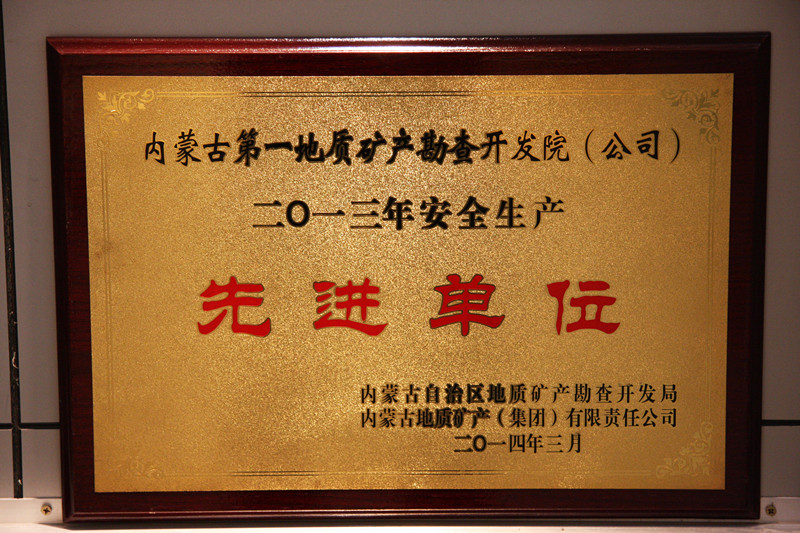 内蒙古第一地质矿产勘查开发院（公司）
二〇一三年安全生产
先进单位
内蒙古自治区地质矿产勘查开发局
内蒙古地质矿产（集团）有限责任公司
二〇一四年三月